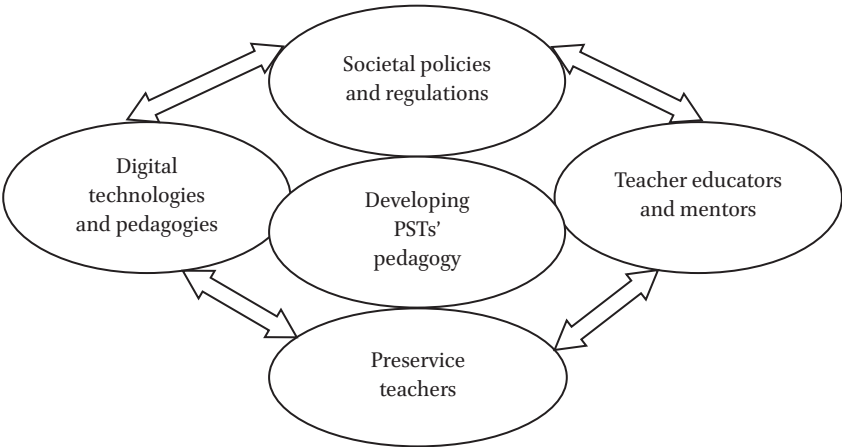 Societal policies
and regulations
Digital
technologies
and pedagogies
Developing
PSTs’
pedagogy
Teacher educators
and mentors
Preservice
teachers